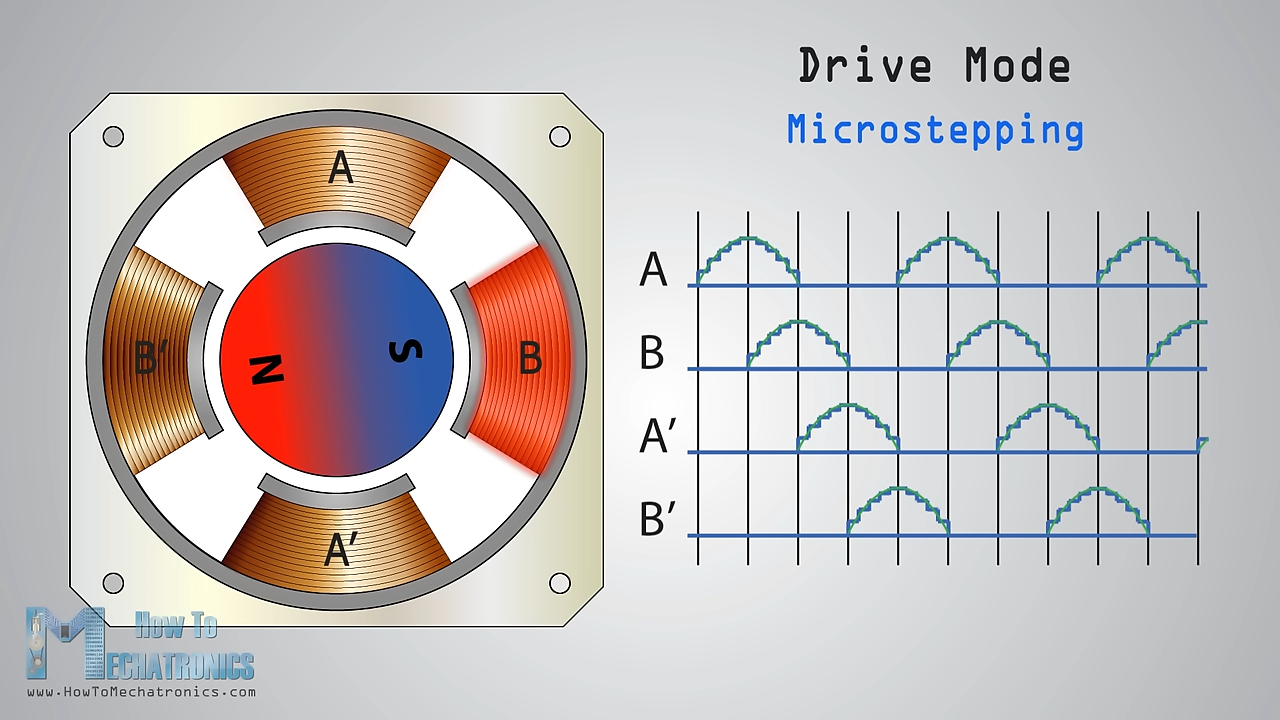 Drive Mode
Microstepping
A
B
A′
B′
A
B′
N
S
B
A′
How To
MECHATRONICS
www.HowToMechatronics.com